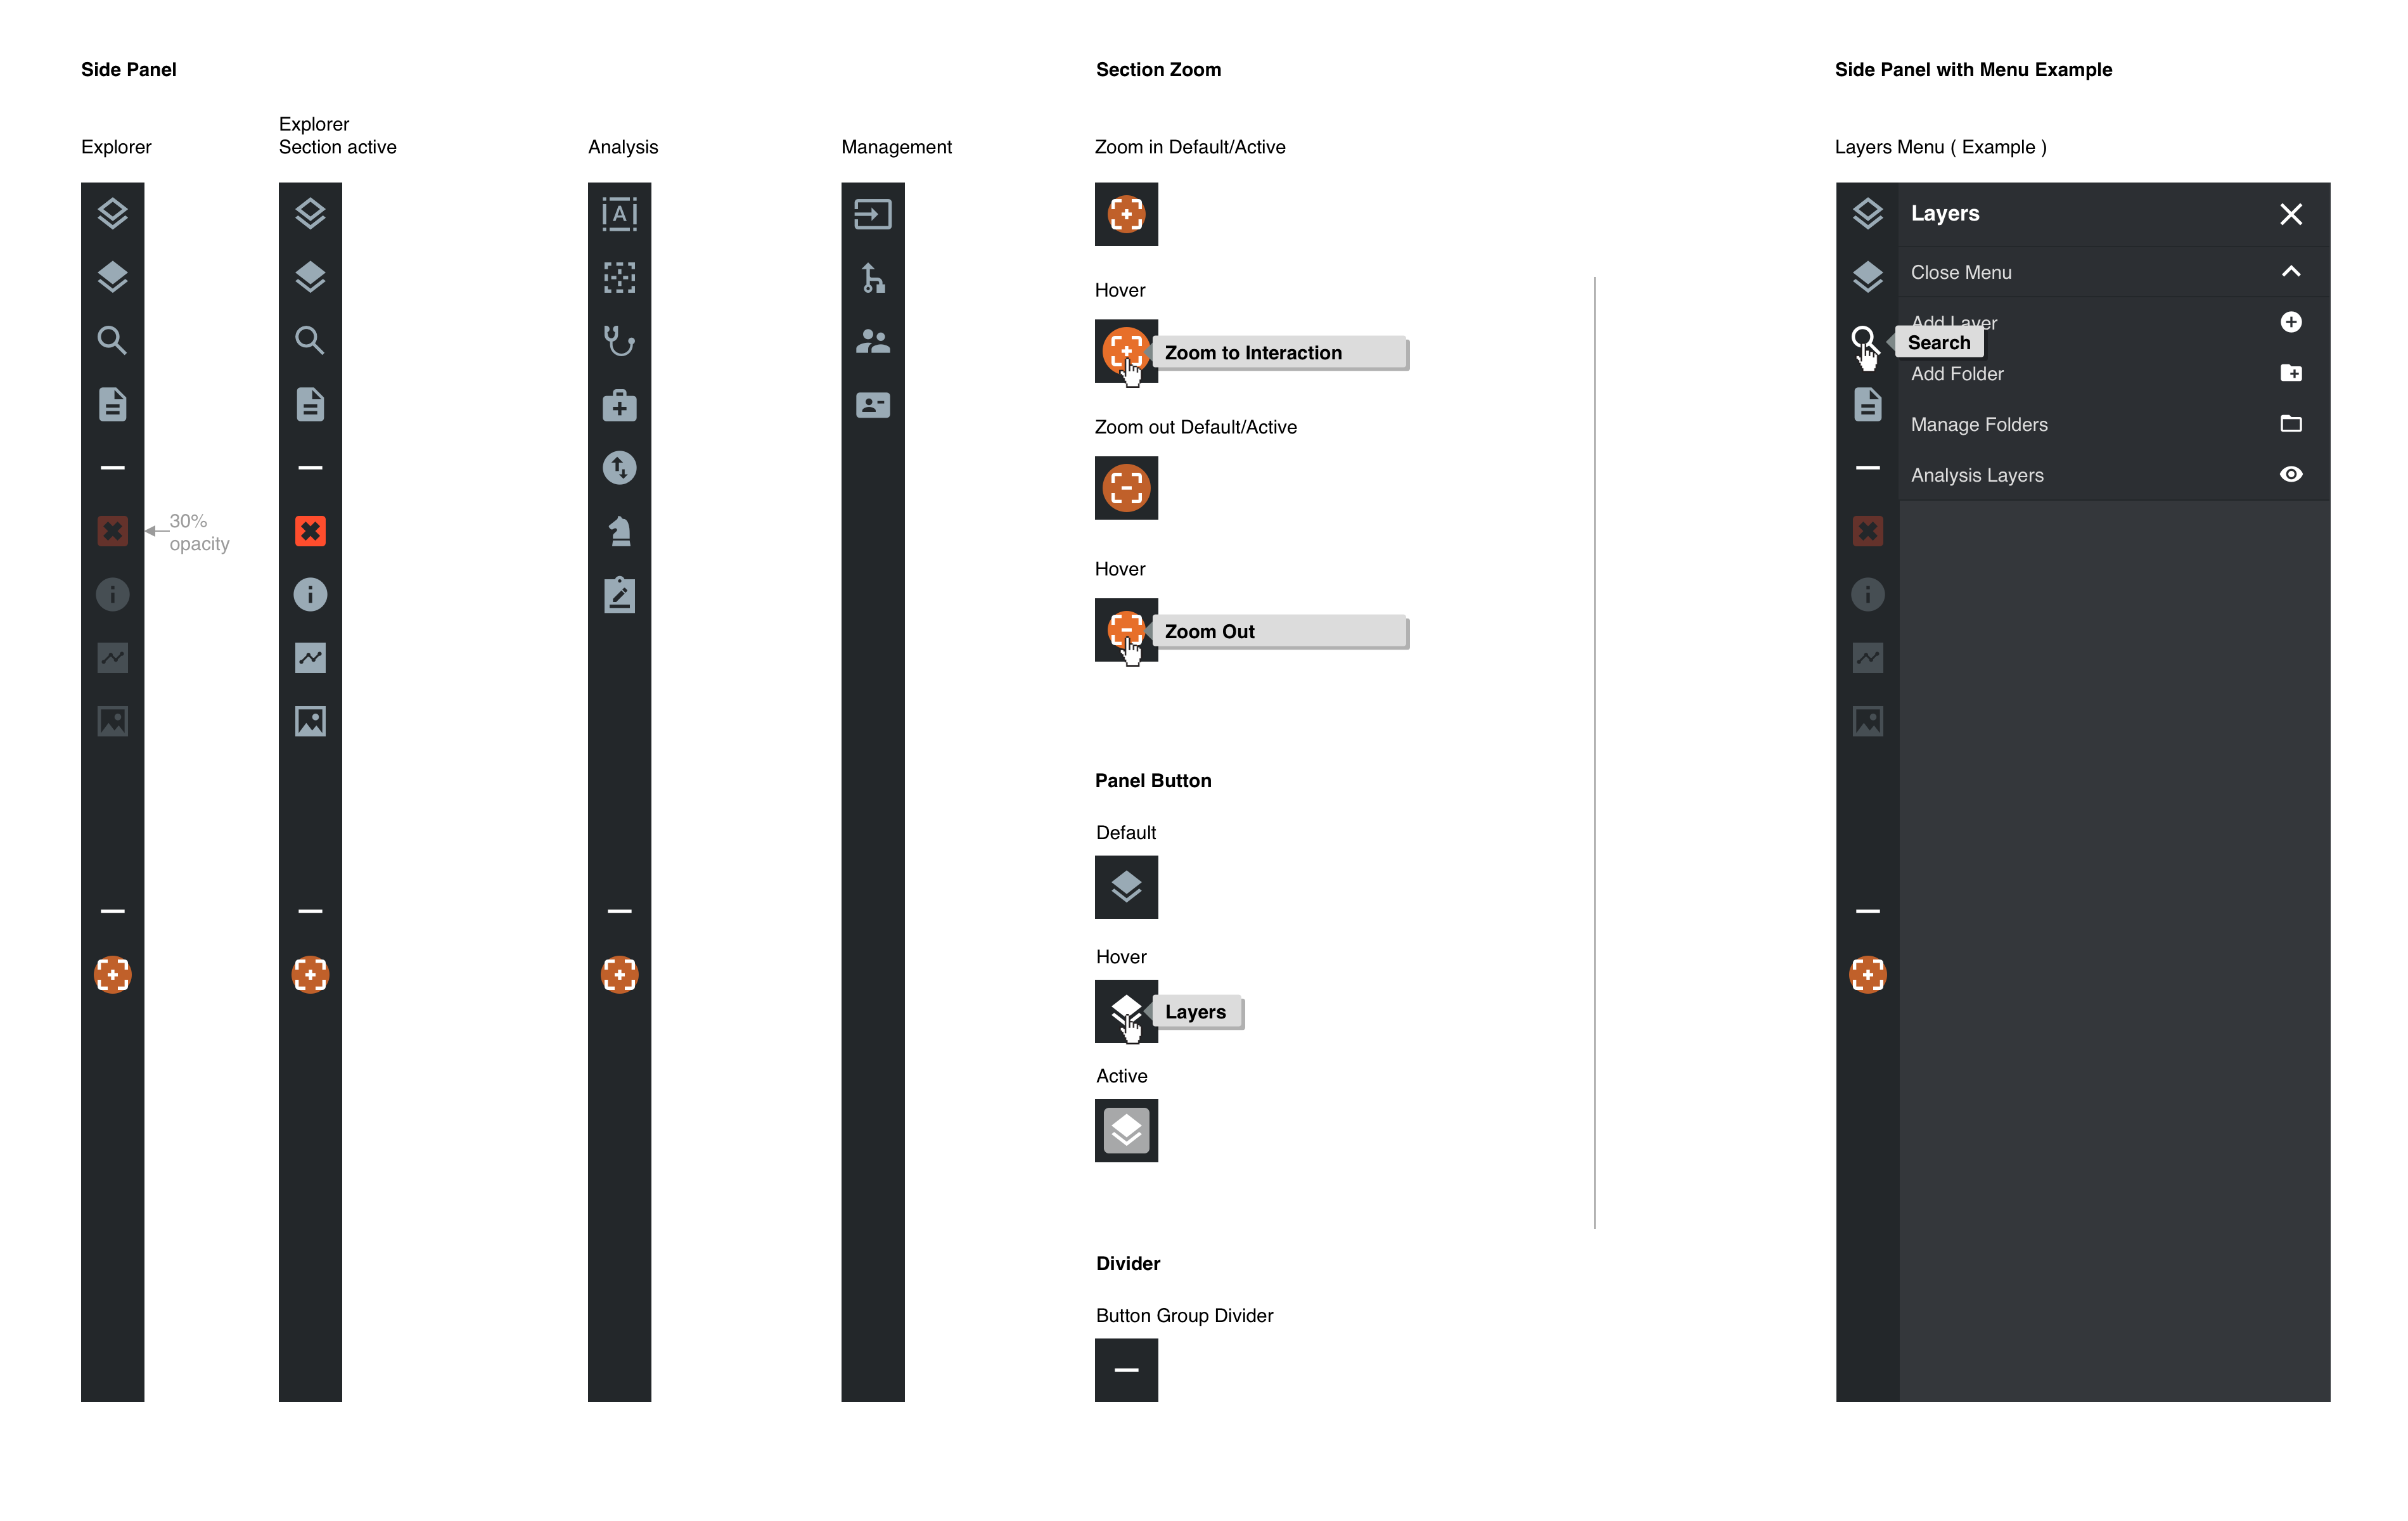 Side Panel
Section Zoom
Side Panel with Menu Example
Explorer
Explorer
Section active
Analysis
Management
Zoom in Default/Active
Layers Menu ( Example )
A
Layers
Close Menu
Hover
Add Layer
Zoom to Interaction
Search
Add Folder
Zoom out Default/Active
Manage Folders
Analysis Layers
30%
opacity
Hover
Zoom Out
Panel Button
Default
Hover
Layers
Active
Divider
Button Group Divider